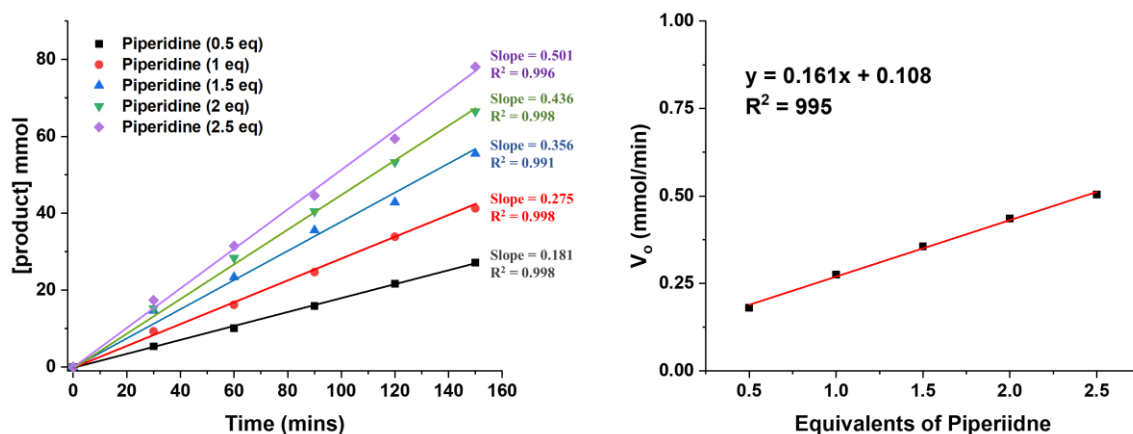 Piperidine (0.5 eq)
Piperidine (1 eq)
Piperidine (1.5 eq)
Piperidine (2 eq)
Piperidine (2.5 eq)
Slope = 0.501
R² = 0.996
Slope = 0.436
R² = 0.998
Slope = 0.356
R² = 0.991
Slope = 0.275
R² = 0.998
Slope = 0.181
R² = 0.998
[product] mmol
80
60
40
20
0
0 20 40 60 80 100 120 140 160
Time (mins)
y = 0.161x + 0.108
R² = 995
Vo (mmol/min)
1.00
0.75
0.50
0.25
0.00
0.5 1.0 1.5 2.0 2.5
Equivalents of Piperiidne